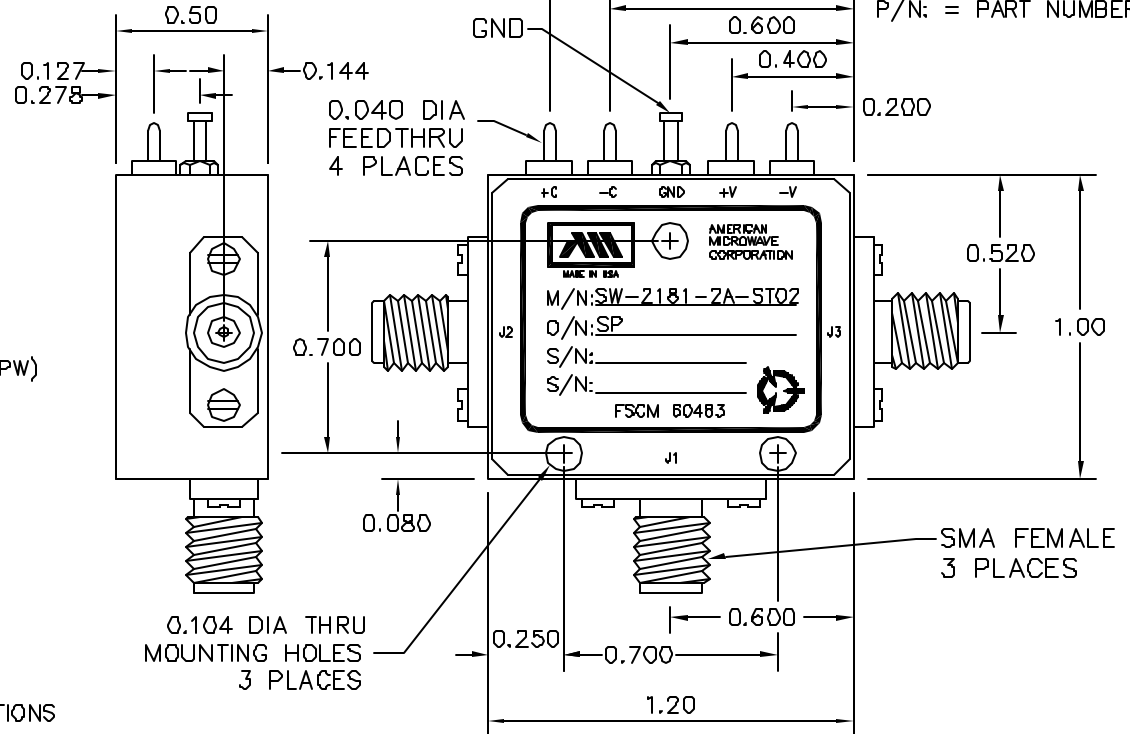 0.50
P/N: = PART NUMBER
GND
0.600
0.400
0.127
0.144
0.278
0.200
0.040 DIA
FEEDTHRU
4 PLACES
+C -C GND +V -V
AMERICAN
MICROWAVE
CORPORATION
MADE IN USA
0.520
M/N: SW-2181-2A-ST02
O/N: SP
J2
J3
1.00
0.700
S/N:
PW)
S/N:
FSCM 60483
J1
0.080
SMA FEMALE
3 PLACES
0.104 DIA THRU
MOUNTING HOLES
3 PLACES
0.600
0.250
0.700
1.20
TIONS